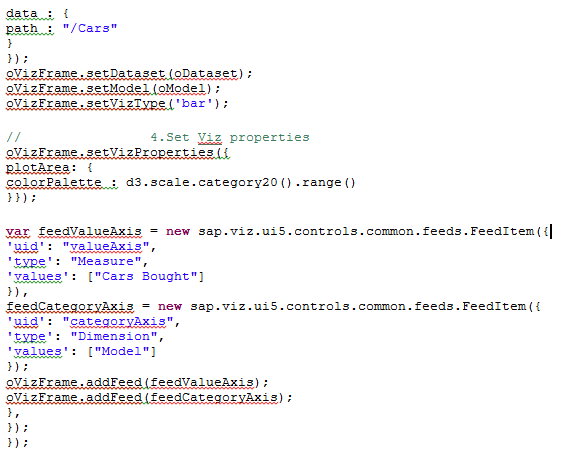 data : {
path : "/Cars"
}
});
oVizFrame.setDataset(oDataset);
oVizFrame.setModel(oModel);
oVizFrame.setVizType('bar');
// 4.Set Viz properties
oVizFrame.setVizProperties({
plotArea: {
colorPalette : d3.scale.category20().range()
}});
var feedValueAxis = new sap.viz.ui5.controls.common.feeds.FeedItem({
'uid': "valueAxis",
'type': "Measure",
'values': ["Cars Bought"]
}),
feedCategoryAxis = new sap.viz.ui5.controls.common.feeds.FeedItem({
'uid': "categoryAxis",
'type': "Dimension",
'values': ["Model"]
});
oVizFrame.addFeed(feedValueAxis);
oVizFrame.addFeed(feedCategoryAxis);
},
});
});